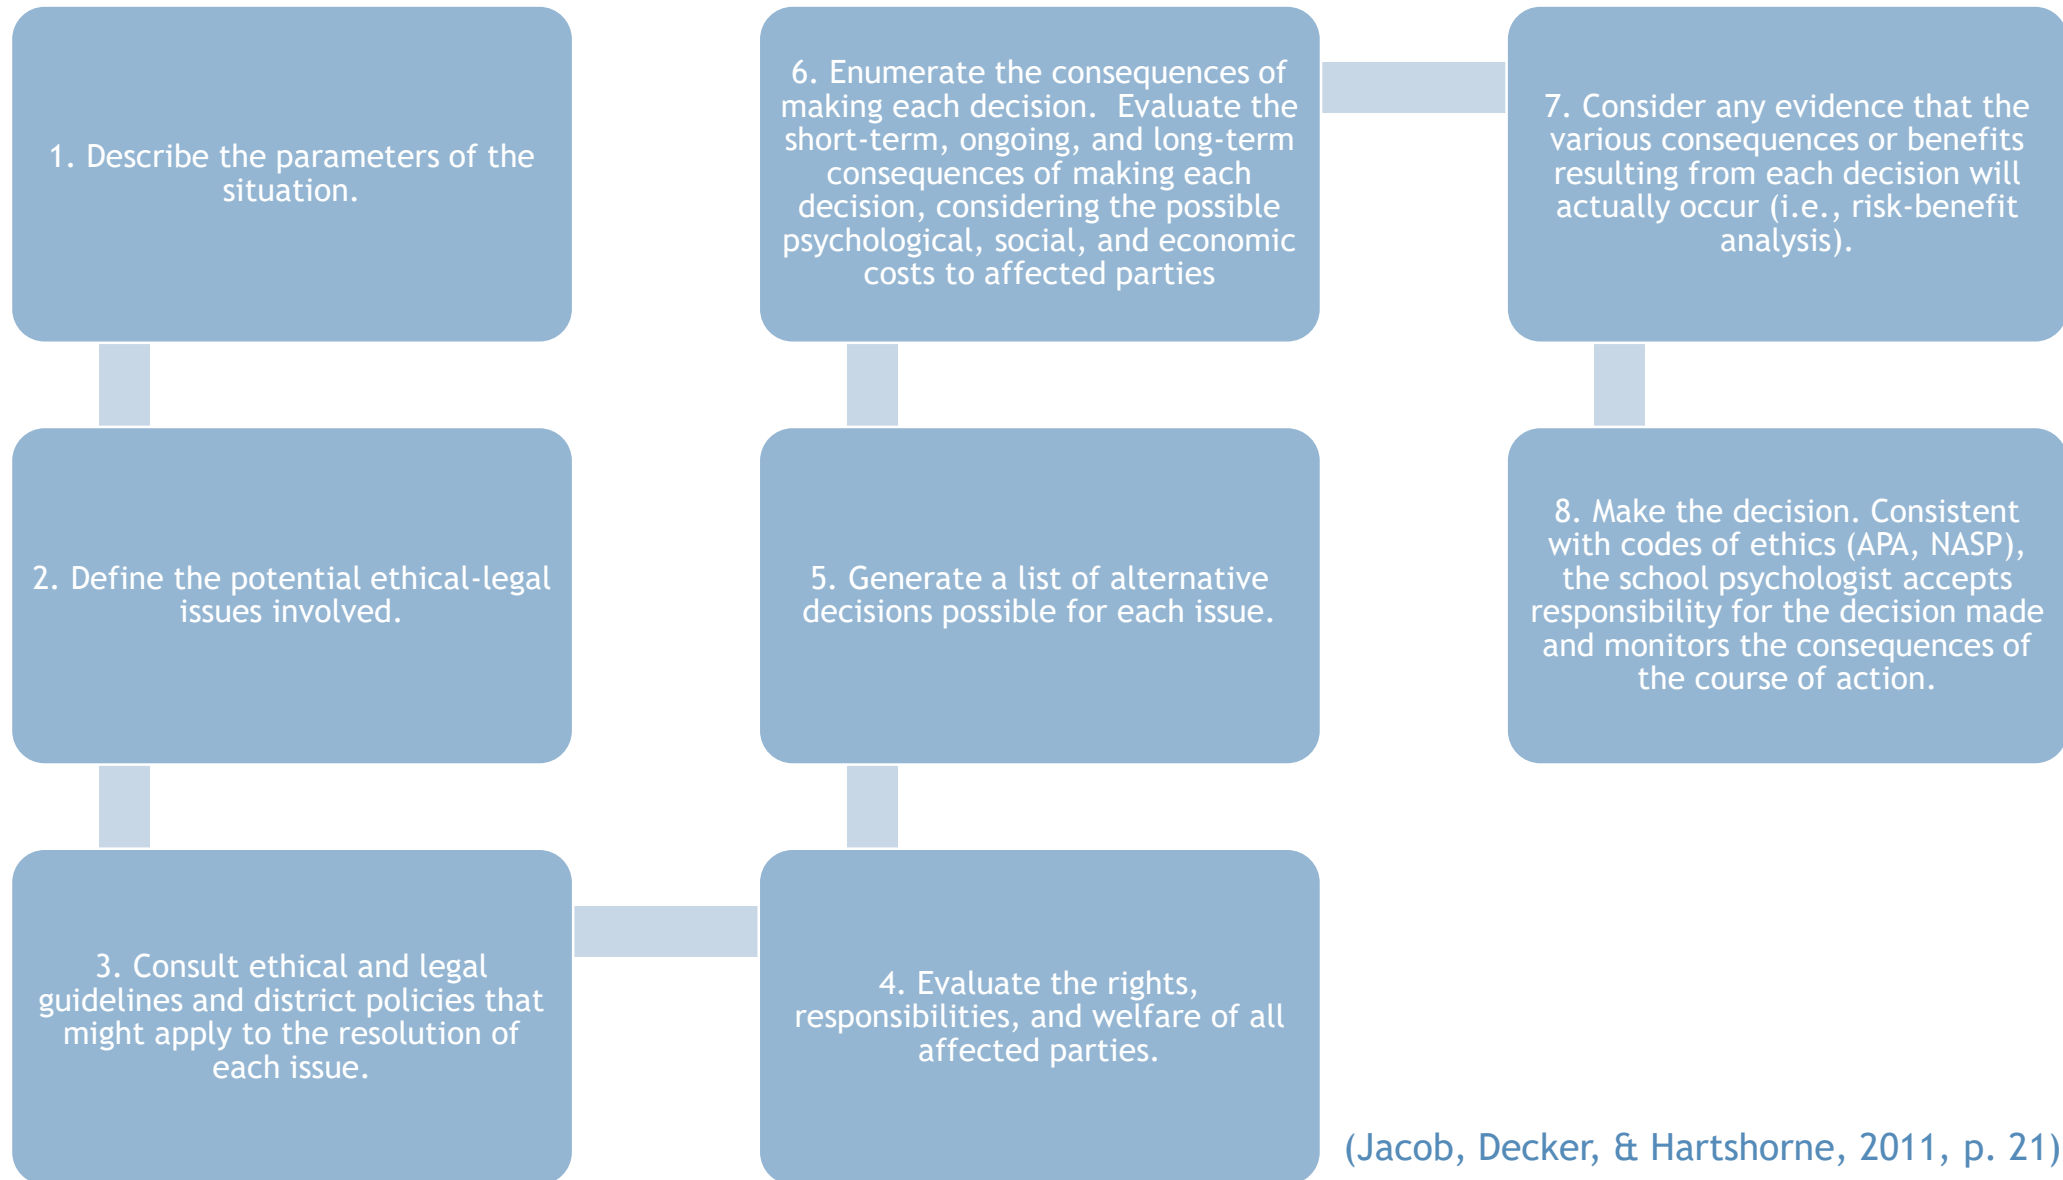 1. Describe the parameters of the
situation.
2. Define the potential ethical-legal
issues involved.
3. Consult ethical and legal
guidelines and district policies that
might apply to the resolution of
each issue.
4. Evaluate the rights,
responsibilities, and welfare of all
affected parties.
5. Generate a list of alternative
decisions possible for each issue.
6. Enumerate the consequences of
making each decision.  Evaluate the
short-term, ongoing, and long-term
consequences of making each
decision, considering the possible
psychological, social, and economic
costs to affected parties
7. Consider any evidence that the
various consequences or benefits
resulting from each decision will
actually occur (i.e., risk-benefit
analysis).
8. Make the decision. Consistent
with codes of ethics (APA, NASP),
the school psychologist accepts
responsibility for the decision made
and monitors the consequences of
the course of action.
(Jacob, Decker, & Hartshorne, 2011, p. 21)